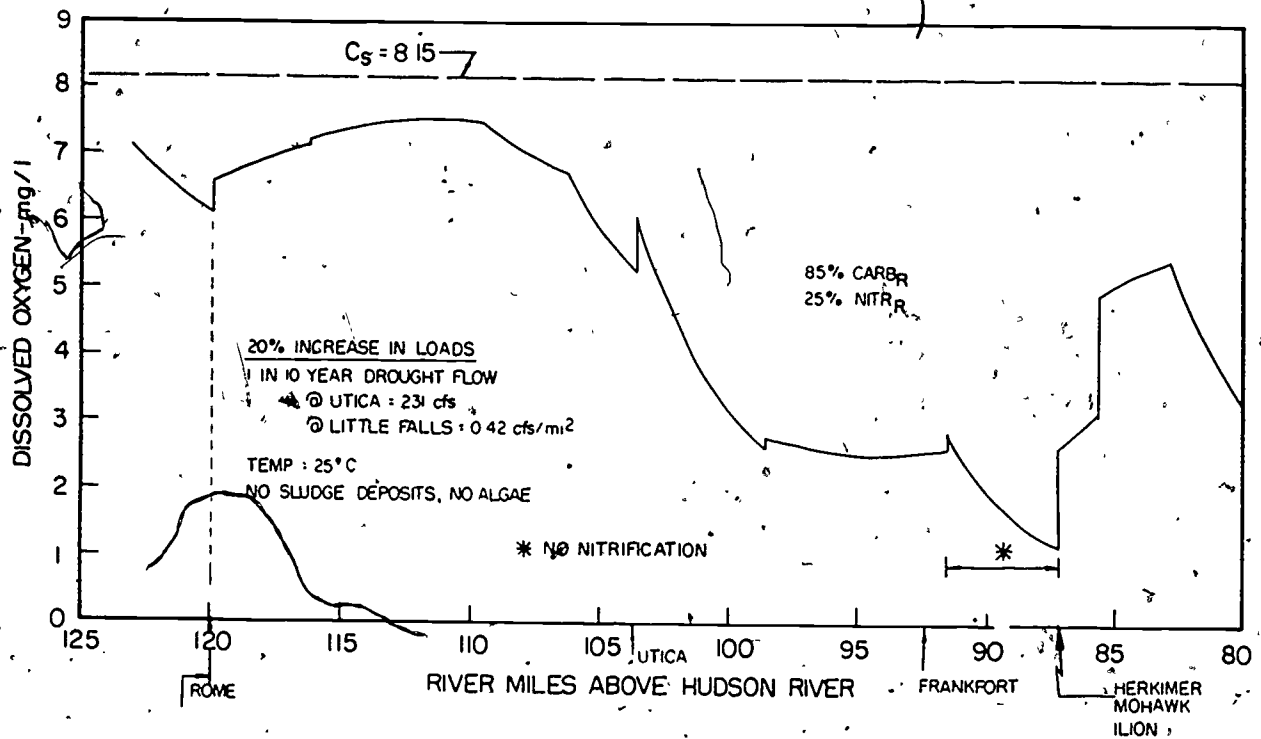 9
8
7
6
5
4
3
2
1
0
DISSOLVED OXYGEN-mg/l
Cs = 8 15
85% CARBR
25% NITRR
20% INCREASE IN LOADS
1 IN 10 YEAR DROUGHT FLOW
@ UTICA = 231 cfs
@ LITTLE FALLS = 0 42 cfs/mi2
TEMP : 25°C
NO SLUDGE DEPOSITS, NO ALGAE
* NO NITRIFICATION
*
125 120 115 110 105 100 95 90 85 80
ROME
UTICA
FRANKFORT
HERKIMER
MOHAWK
ILION
RIVER MILES ABOVE HUDSON RIVER